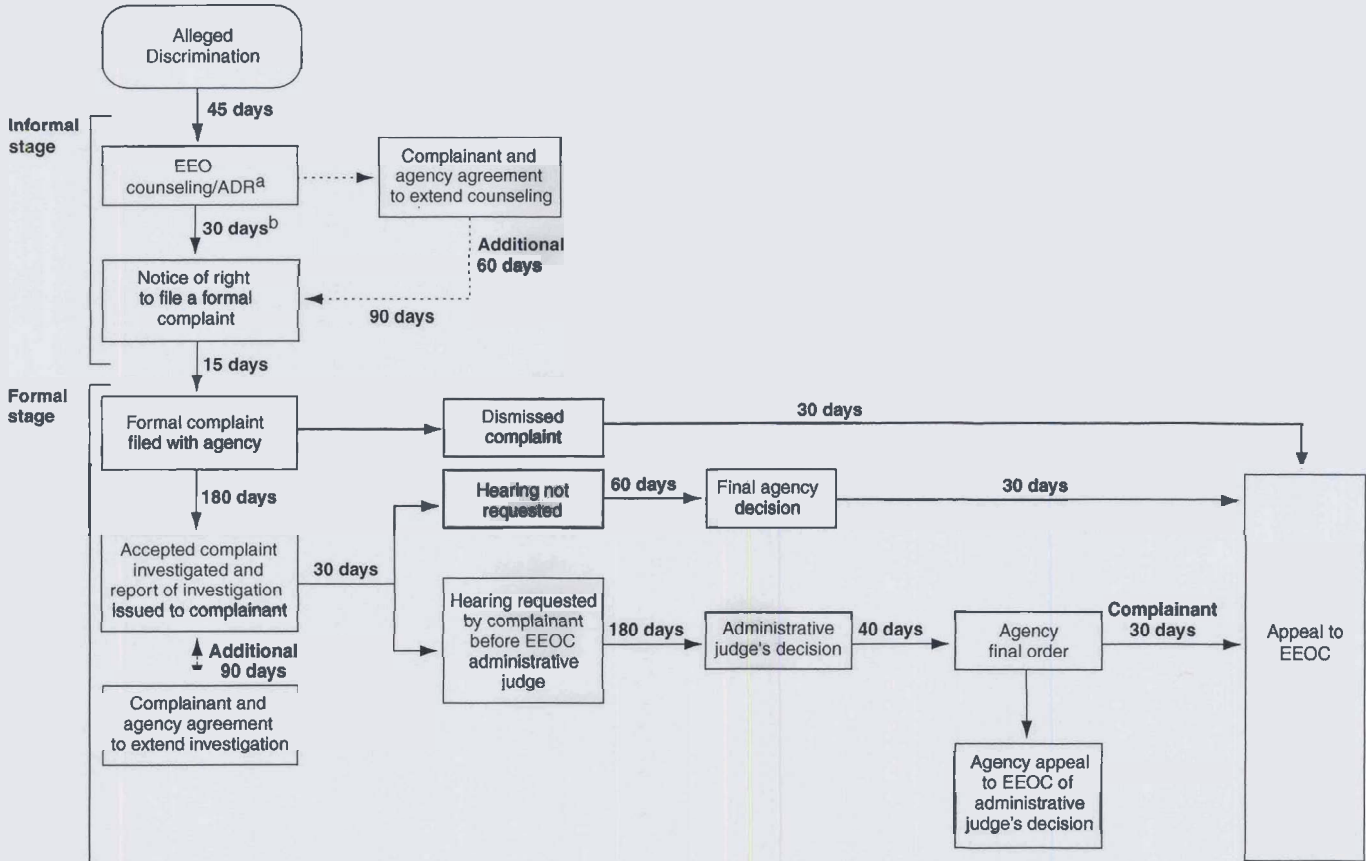 Alleged
Discrimination
45 days
Informal
stage
EEO
counseling/ADRa
Complainant and
agency agreement
to extend counseling
30 daysb
Additional
60 days
Notice of right
to file a formal
complaint
90 days
15 days
Formal
stage
Formal complaint
filed with agency
Dismissed
complaint
30 days
180 days
Hearing not
requested
60 days
Final agency
decision
30 days
Accepted complaint
investigated and
report of investigation
issued to complainant
30 days
Hearing requested
by complainant
before EEOC
administrative
judge
180 days
Administrative
judge's decision
40 days
Agency
final order
Complainant
30 days
Appeal to
EEOC
Additional
90 days
Complainant and
agency agreement
to extend investigation
Agency appeal
to EEOC of
administrative
judge's decision